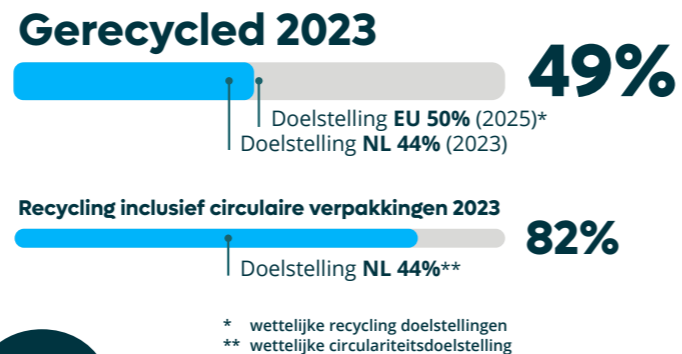 Gerecycled 2023
49%
Doelstelling EU 50% (2025)*
Doelstelling NL 44% (2023)
Recycling inclusief circulaire verpakkingen 2023
82%
Doelstelling NL 44%**
* wettelijke recycling doelstellingen
** wettelijke circulariteitsdoelstelling